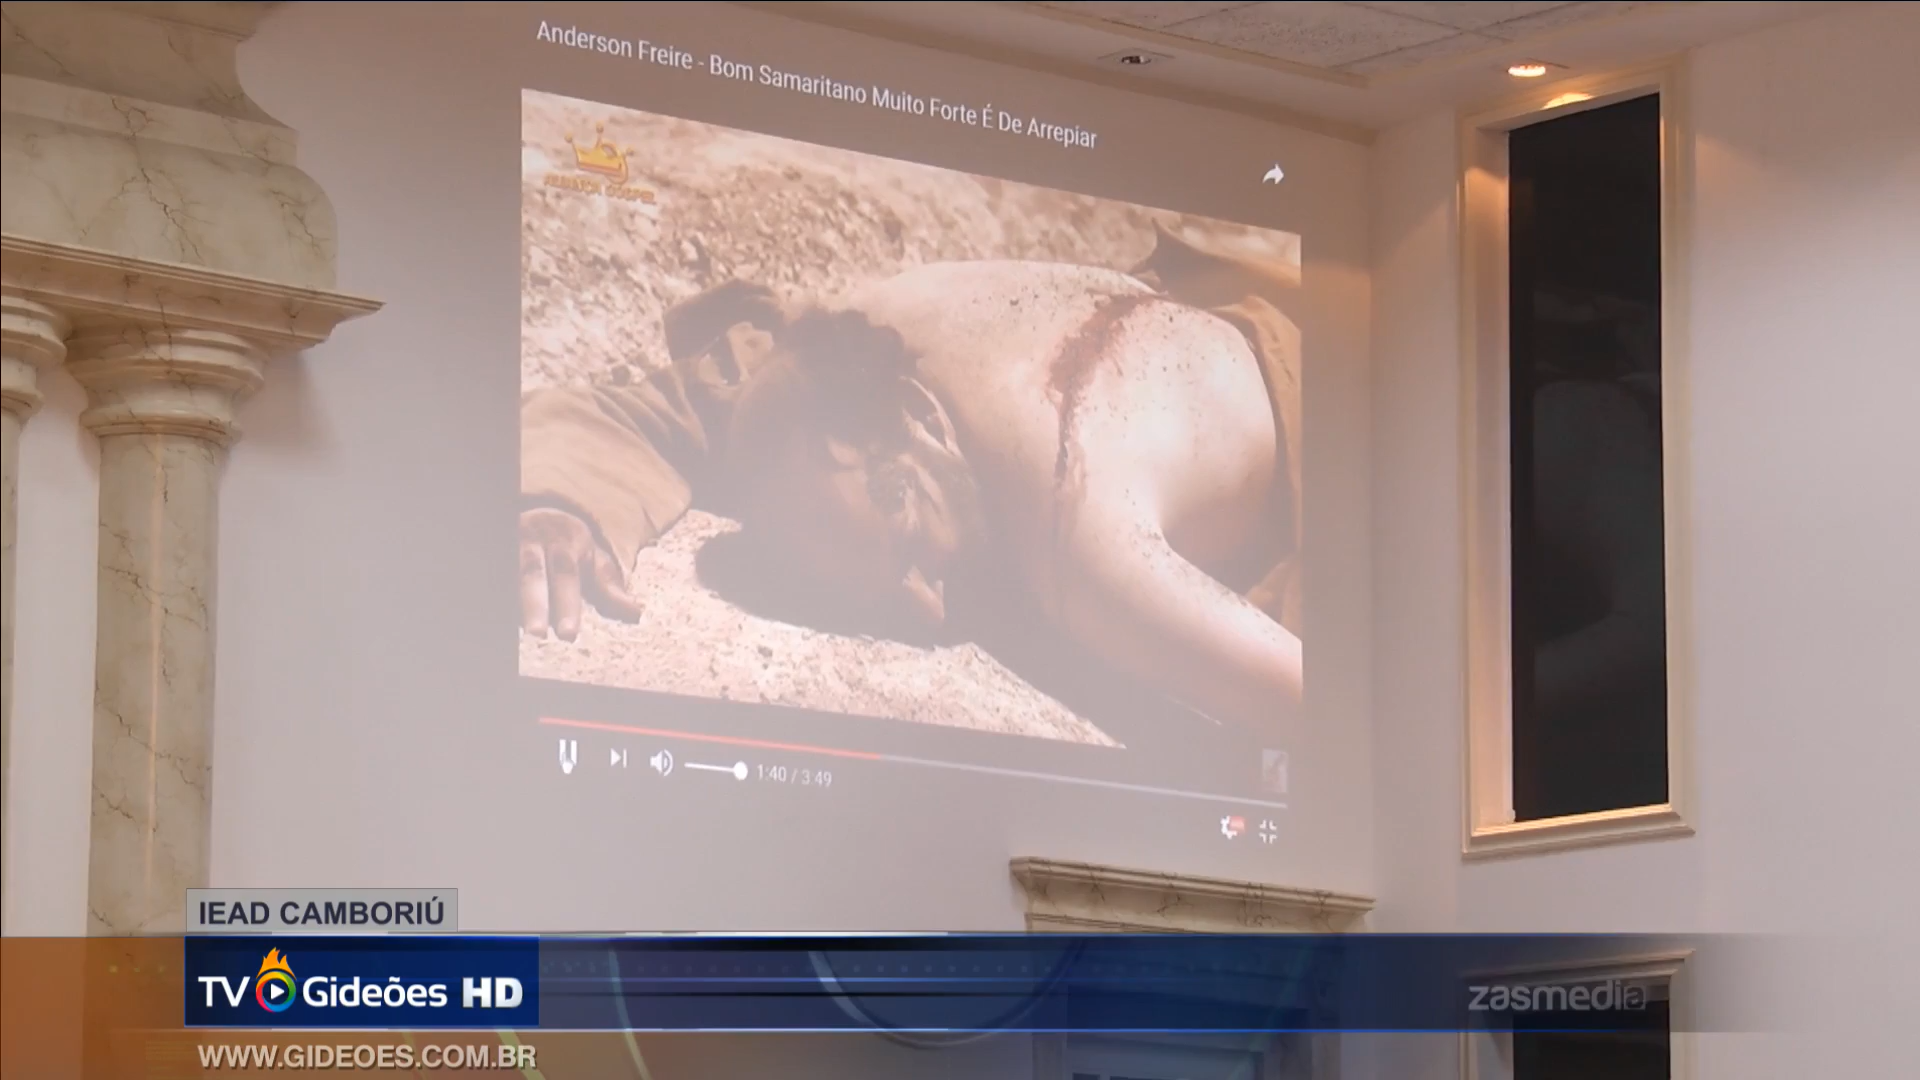 Anderson Freire - Bom Samaritano Muito Forte É De Arrepiar
1:40 / 3:49
IEAD CAMBORIÚ
TV Gideões HD
zasmedia
WWW.GIDEOES.COM.BR